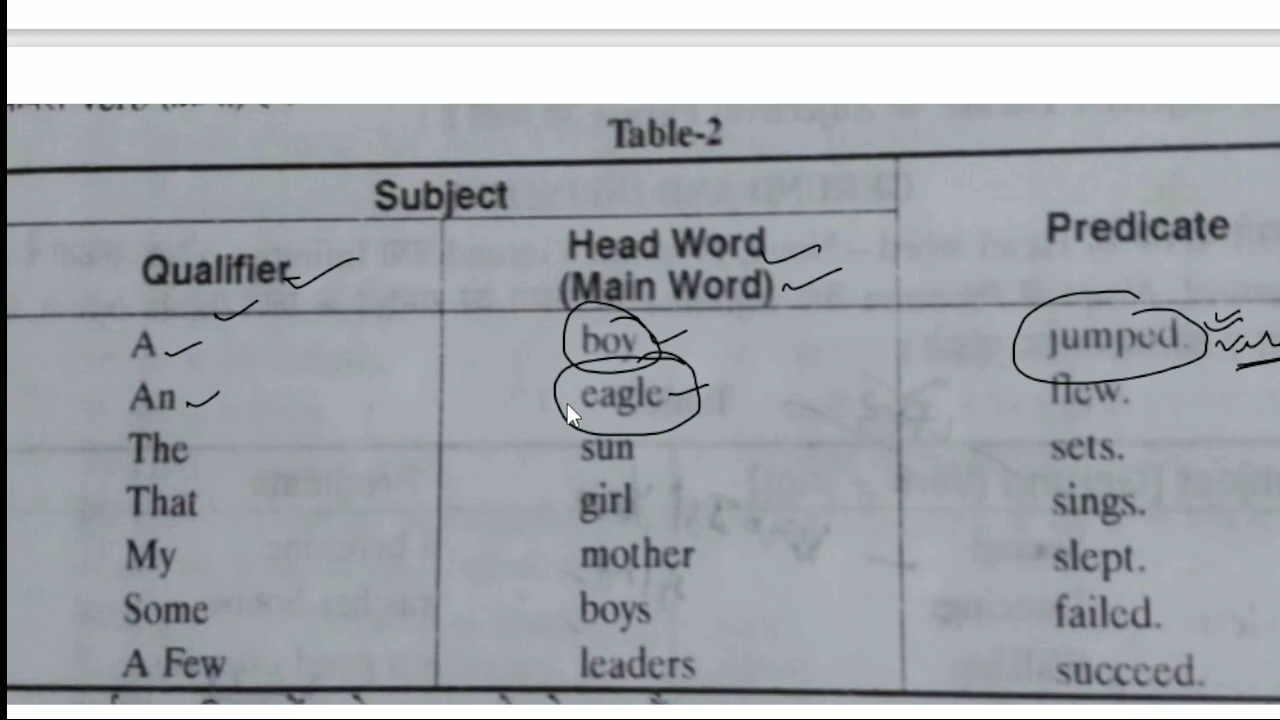 Table-2
Subject
Predicate
Qualifier
Head Word
(Main Word)
A boy jumped.
An eagle flew.
The sun sets.
That girl sings.
My mother slept.
Some boys failed.
A Few leaders succeed.